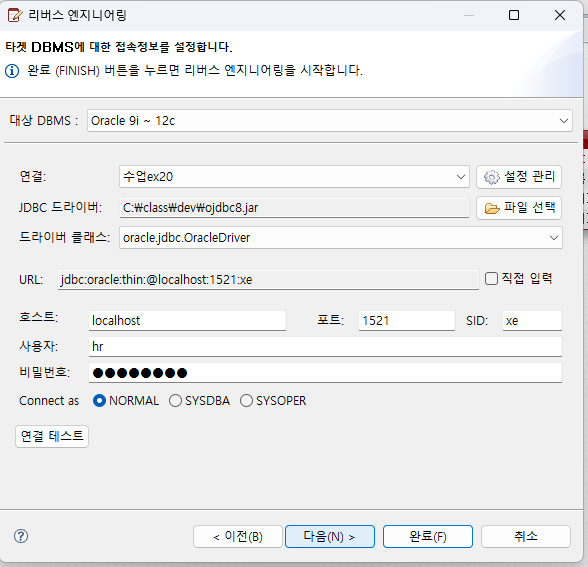 리버스 엔지니어링
타겟 DBMS에 대한 접속정보를 설정합니다.
완료 (FINISH) 버튼을 누르면 리버스 엔지니어링을 시작합니다.
대상 DBMS : Oracle 9i ~ 12c
연결: 수업ex20 설정 관리
JDBC 드라이버: C:₩class₩dev₩ojdbc8.jar 파일 선택
드라이버 클래스: oracle.jdbc.OracleDriver
URL: jdbc:oracle:thin:@localhost:1521:xe 직접 입력
호스트: localhost 포트: 1521 SID: xe
사용자: hr
비밀번호: ●●●●●●●●
Connect as NORMAL SYSDBA SYSOPER
연결 테스트
< 이전(B) 다음(N) > 완료(F) 취소